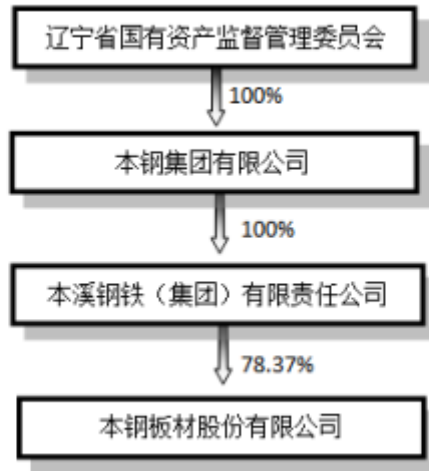 辽宁省国有资产监督管理委员会
100%
本钢集团有限公司
100%
本溪钢铁（集团）有限责任公司
78.37%
本钢板材股份有限公司